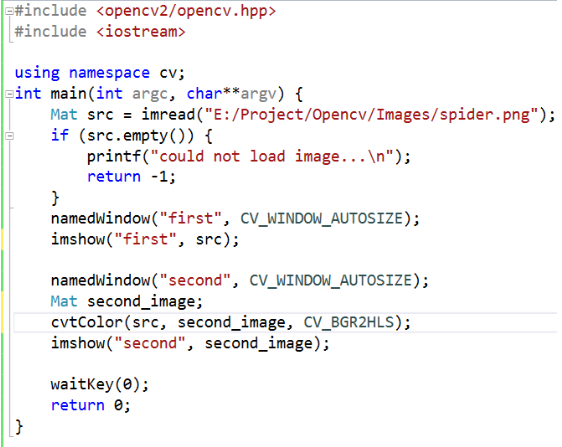 #include <opencv2/opencv.hpp>
#include <iostream>

using namespace cv;
int main(int argc, char**argv) {
    Mat src = imread("E:/Project/Opencv/Images/spider.png");
    if (src.empty()) {
        printf("could not load image...\n");
        return -1;
    }
    namedWindow("first", CV_WINDOW_AUTOSIZE);
    imshow("first", src);

    namedWindow("second", CV_WINDOW_AUTOSIZE);
    Mat second_image;
    cvtColor(src, second_image, CV_BGR2HLS);
    imshow("second", second_image);

    waitKey(0);
    return 0;
}